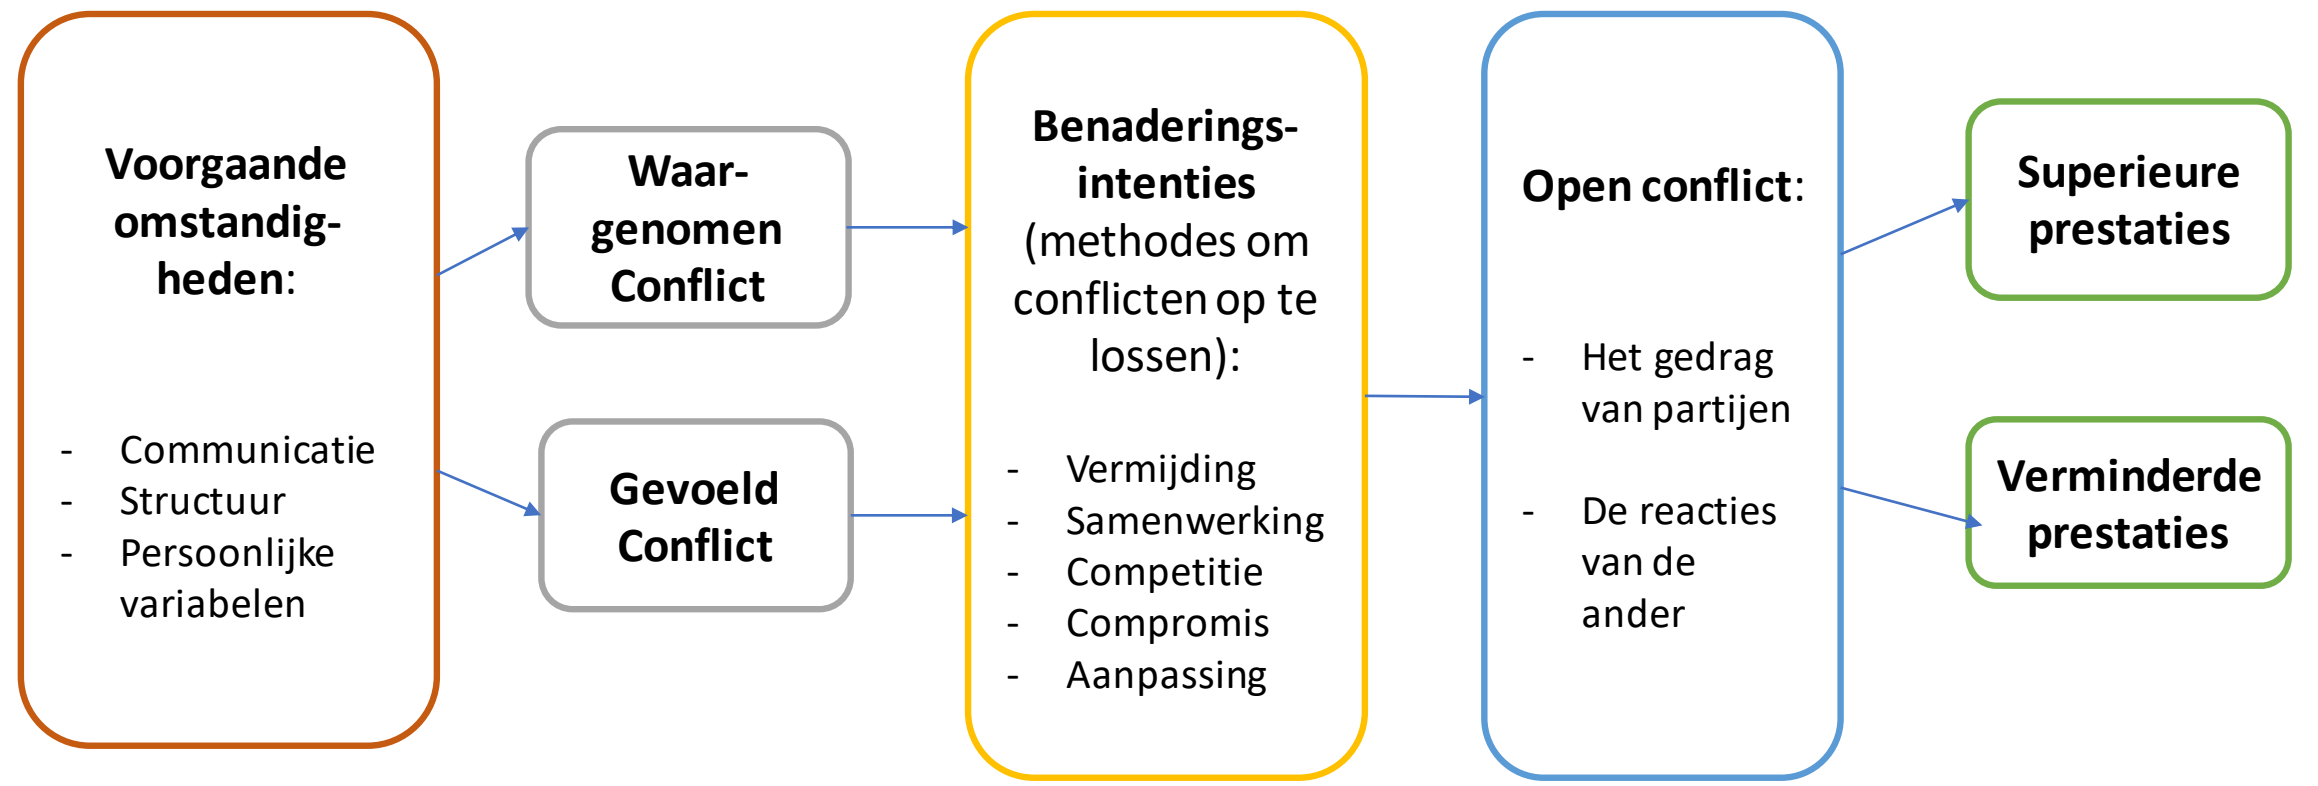 Voorgaande
omstandig-
heden:
- Communicatie
- Structuur
- Persoonlijke
variabelen
Waar-
genomen
Conflict
Gevoeld
Conflict
Benaderings-
intenties
(methodes om
conflicten op te
lossen):
- Vermijding
- Samenwerking
- Competitie
- Compromis
- Aanpassing
Open conflict:
- Het gedrag
van partijen
- De reacties
van de
ander
Superieure
prestaties
Verminderde
prestaties